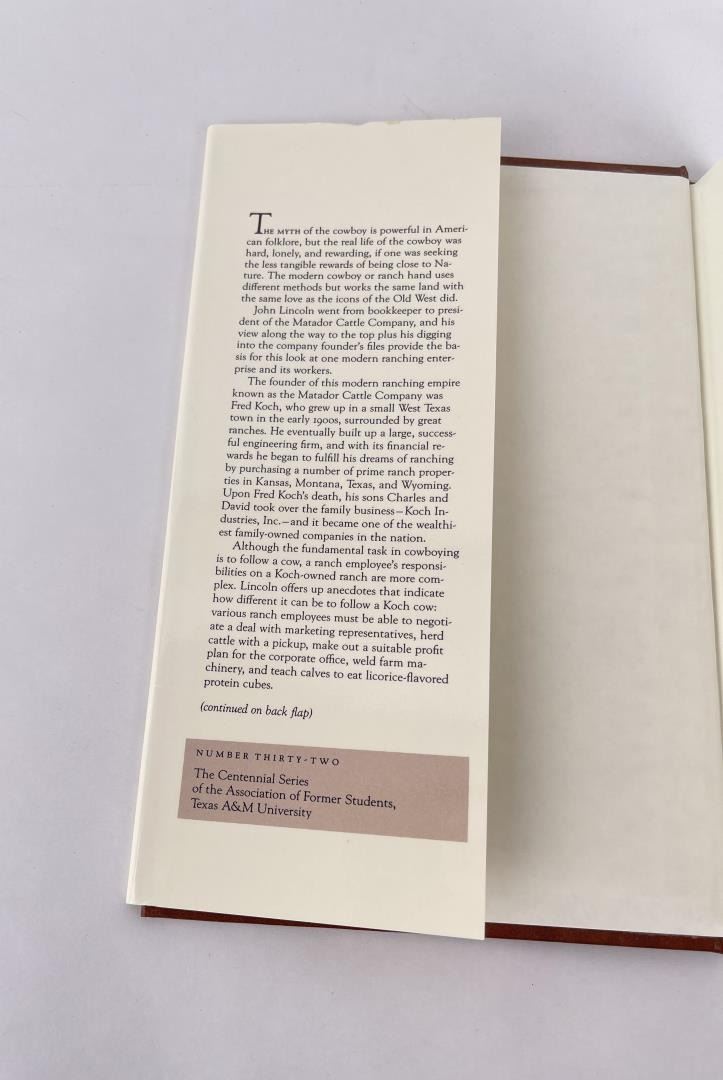 THE MYTH of the cowboy is powerful in Ameri-
can folklore, but the real life of the cowboy was
hard, lonely, and rewarding, if one was seeking
the less tangible rewards of being close to Na-
ture. The modern cowboy or ranch hand uses
different methods but works the same land with
the same love as the icons of the Old West did.
John Lincoln went from bookkeeper to presi-
dent of the Matador Cattle Company, and his
view along the way to the top plus his digging
into the company founder's files provide the ba-
sis for this look at one modern ranching enter-
prise and its workers.
The founder of this modern ranching empire
known as the Matador Cattle Company was
Fred Koch, who grew up in a small West Texas
town in the early 1900s, surrounded by great
ranches. He eventually built up a large, success-
ful engineering firm, and with its financial re-
wards he began to fulfill his dreams of ranching
by purchasing a number of prime ranch proper-
ties in Kansas, Montana, Texas, and Wyoming.
Upon Fred Koch's death, his sons Charles and
David took over the family business—Koch In-
dustries, Inc.—and it became one of the wealthi-
est family-owned companies in the nation.
Although the fundamental task in cowboying
is to follow a cow, a ranch employee's responsi-
bilities on a Koch-owned ranch are more com-
plex. Lincoln offers up anecdotes that indicate
how different it can be to follow a Koch cow:
various ranch employees must be able to negoti-
ate a deal with marketing representatives, herd
cattle with a pickup, make out a suitable profit
plan for the corporate office, weld farm ma-
chinery, and teach calves to eat licorice-flavored
protein cubes.
(continued on back flap)
NUMBER THIRTY-TWO
The Centennial Series
of the Association of Former Students,
Texas A&M University